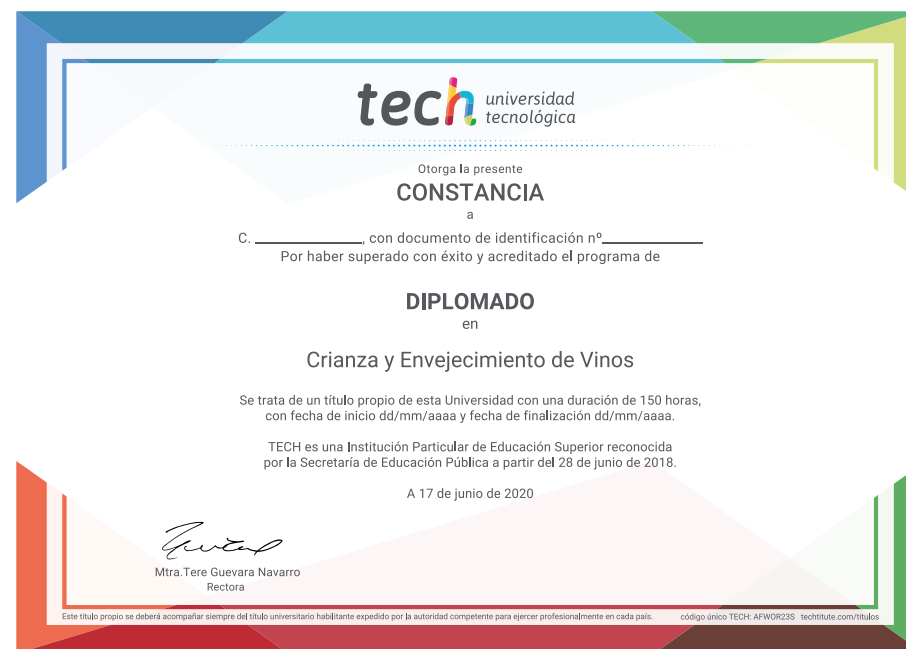 tech universidad
tecnológica
Otorga la presente
CONSTANCIA
a
C. ______________, con documento de identificación nº_____________
Por haber superado con éxito y acreditado el programa de
DIPLOMADO
en
Crianza y Envejecimiento de Vinos
Se trata de un título propio de esta Universidad con una duración de 150 horas,
con fecha de inicio dd/mm/aaaa y fecha de finalización dd/mm/aaaa.
TECH es una Institución Particular de Educación Superior reconocida
por la Secretaría de Educación Pública a partir del 28 de junio de 2018.
A 17 de junio de 2020
Mtra.Tere Guevara Navarro
Rectora
Este título propio se deberá acompañar siempre del título universitario habilitante expedido por la autoridad competente para ejercer profesionalmente en cada país. código único TECH: AFWOR23S techtitute.com/titulos